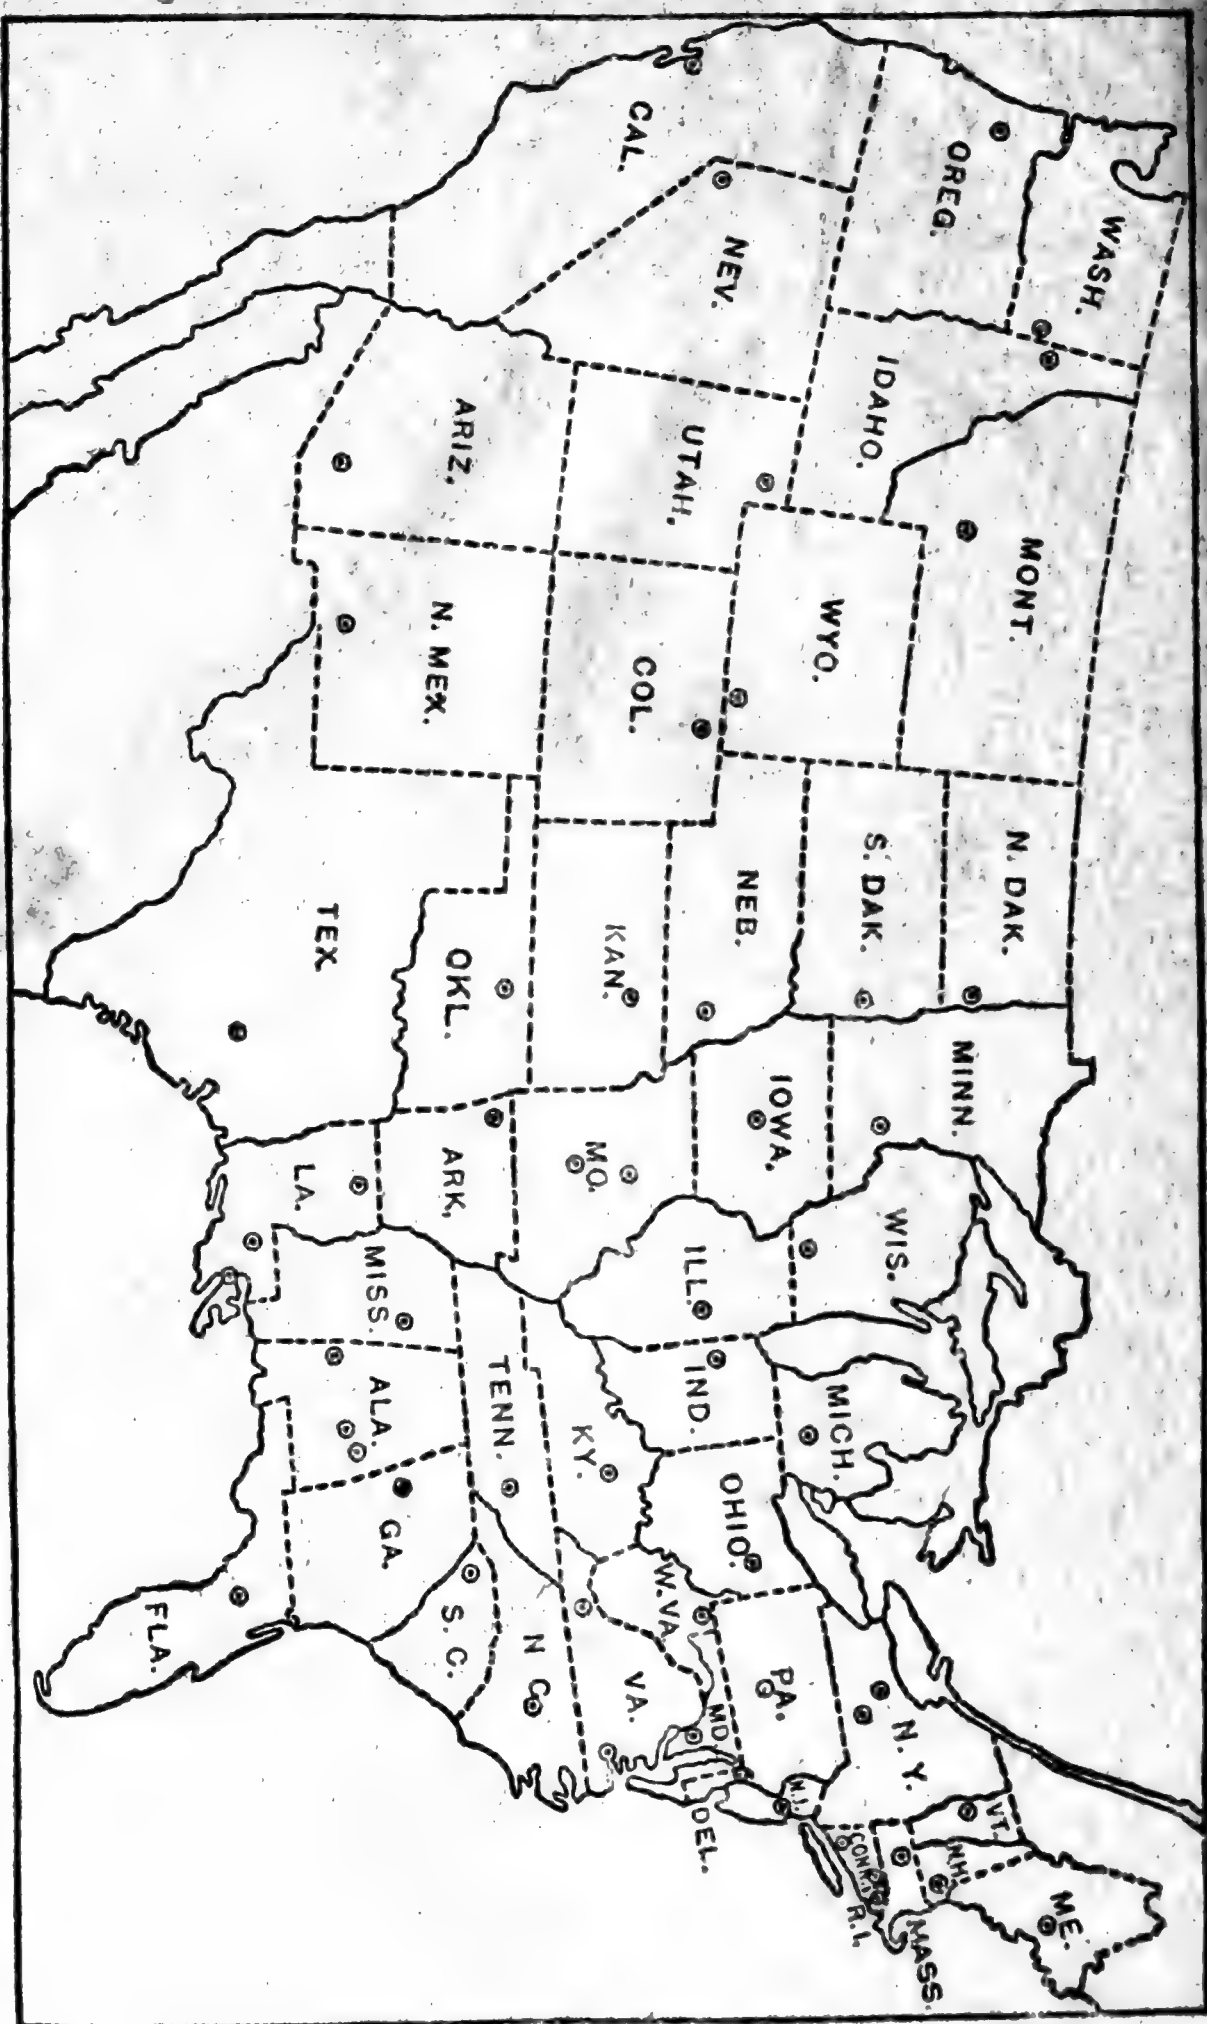 WASH.
OREG.
CAL.
NEV.
IDAHO.
MONT.
WYO.
UTAH.
ARIZ.
COL.
N. MEX.
N. DAK.
S. DAK.
NEB.
KAN.
OKL.
TEX.
MINN.
IOWA.
MO.
ARK.
LA.
WIS.
ILL.
MISS.
MICH.
IND.
OHIO.
KY.
TENN.
ALA.
GA.
FLA.
S. C.
N C.
VA.
W. VA.
PA.
MD.
DEL.
N.J.
N. Y.
CONN.
R.I.
MASS.
VT.
N.H.
ME.